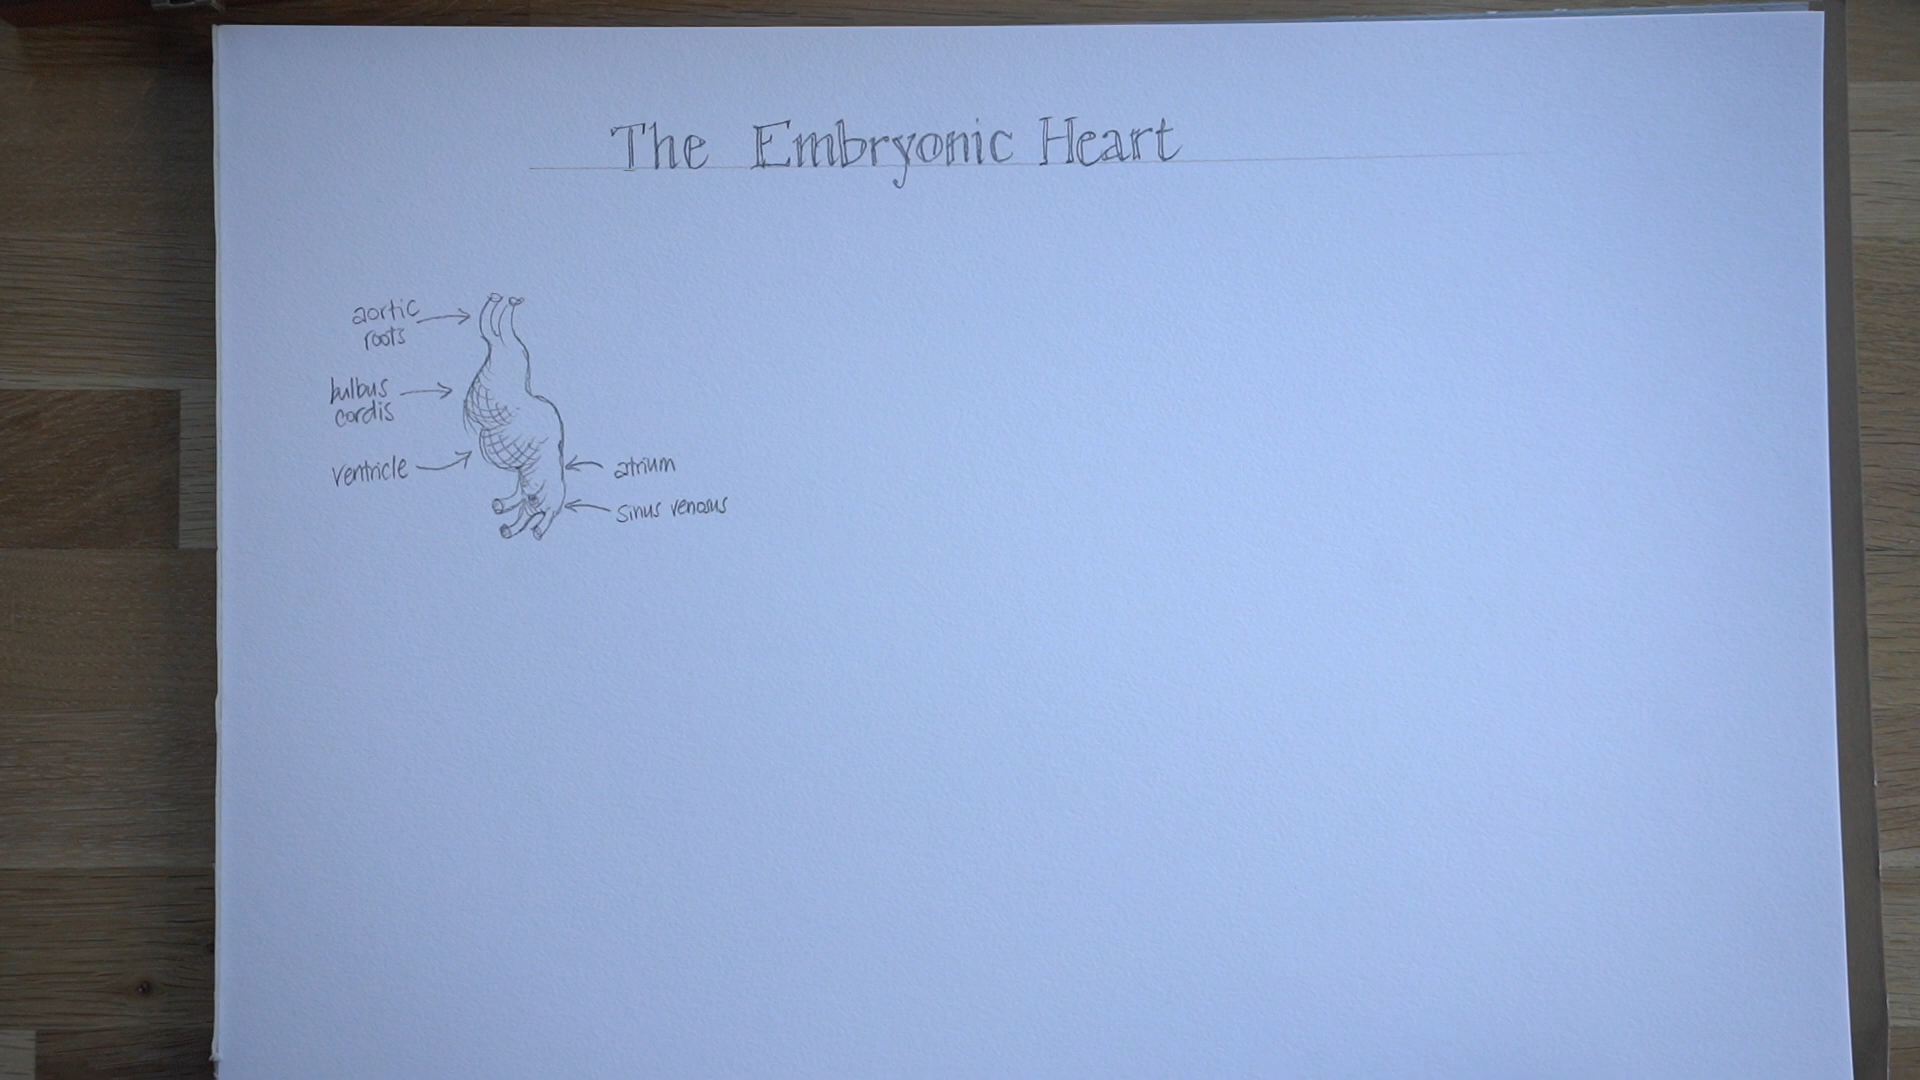 The Embryonic Heart
aortic
roots
bulbus
cordis
ventricle
atrium
sinus venosus